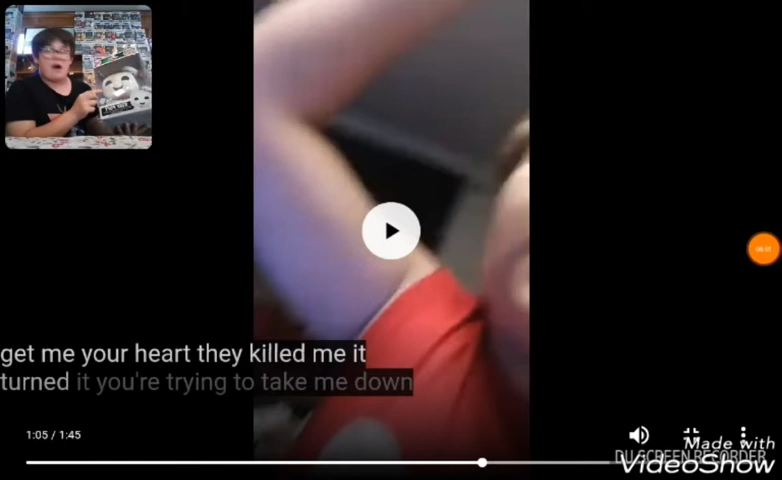 get me your heart they killed me it
turned it you're trying to take me down
1:05 / 1:45
Made with
DU SCREEN RECORDER
VideoShow